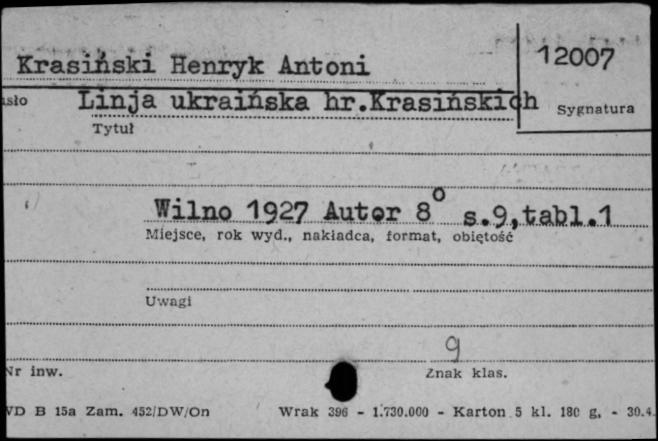 Krasiński Henryk Antoni
12007
Linja ukraińska hr.Krasińskich
Sygnatura
Tytuł
Wilno 1927 Autor 8° s.9,tabl.1
Miejsce, rok wyd., nakładca, format, objętość
Uwagi
9
Nr inw.
Znak klas.
VD B 15a Zam. 452/DW/On Wrak 396 - 1.730.000 - Karton 5 kl. 180 g, - 30.4.